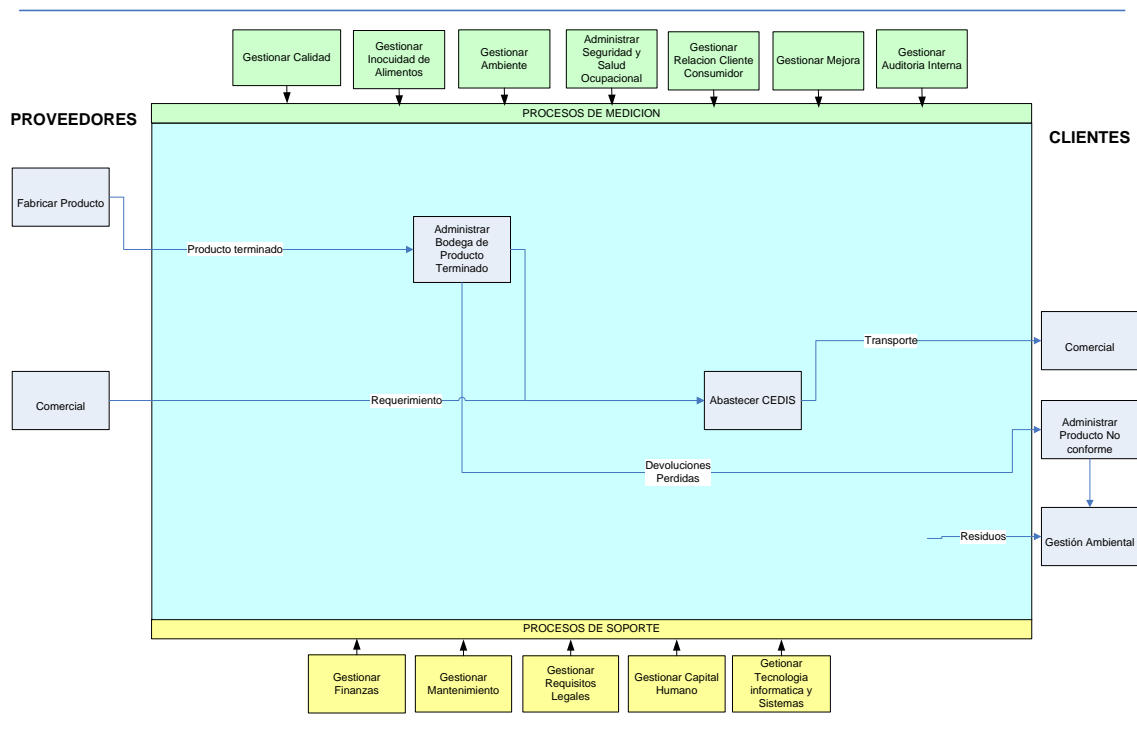 Gestionar Calidad
Gestionar
Inocuidad de
Alimentos
Gestionar
Ambiente
Administrar
Seguridad y
Salud
Ocupacional
Gestionar
Relacion Cliente
Consumidor
Gestionar Mejora
Gestionar
Auditoria Interna
PROCESOS DE MEDICION
PROVEEDORES
CLIENTES
Fabricar Producto
Producto terminado
Administrar
Bodega de
Producto
Terminado
Transporte
Comercial
Comercial
Requerimiento
Abastecer CEDIS
Administrar
Producto No
conforme
Devoluciones
Perdidas
Residuos
Gestión Ambiental
PROCESOS DE SOPORTE
Gestionar
Finanzas
Gestionar
Mantenimiento
Gestionar
Requisitos
Legales
Gestionar Capital
Humano
Getionar
Tecnologia
informatica y
Sistemas